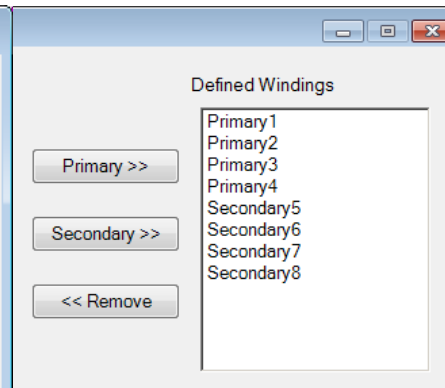 Defined Windings
Primary >>
Secondary >>
<< Remove
Primary1
Primary2
Primary3
Primary4
Secondary5
Secondary6
Secondary7
Secondary8